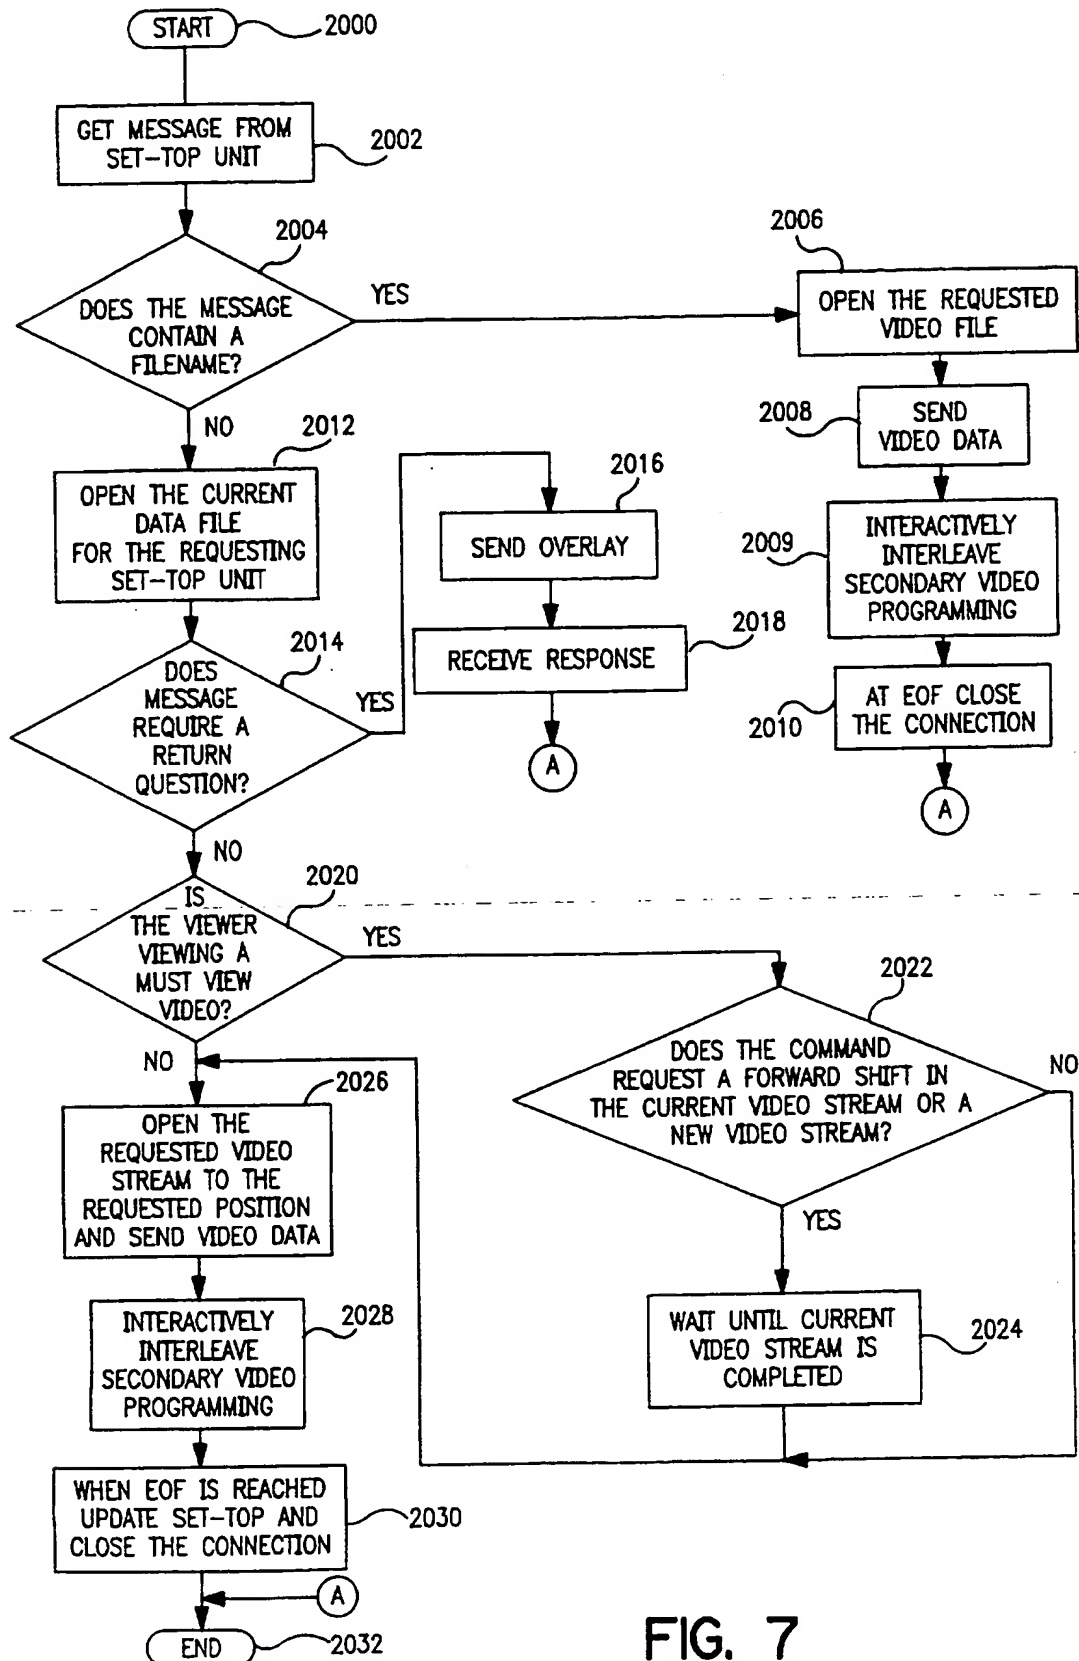 START
2000
GET MESSAGE FROM
SET-TOP UNIT
2002
2004
DOES THE MESSAGE
CONTAIN A
FILENAME?
YES
NO
2006
OPEN THE REQUESTED
VIDEO FILE
2008
SEND
VIDEO DATA
2009
INTERACTIVELY
INTERLEAVE
SECONDARY VIDEO
PROGRAMMING
2010
AT EOF CLOSE
THE CONNECTION
A
2012
OPEN THE CURRENT
DATA FILE
FOR THE REQUESTING
SET-TOP UNIT
2014
DOES
MESSAGE
REQUIRE A
RETURN
QUESTION?
YES
NO
2016
SEND OVERLAY
2018
RECEIVE RESPONSE
A
2020
IS
THE VIEWER
VIEWING A
MUST VIEW
VIDEO?
YES
NO
2022
DOES THE COMMAND
REQUEST A FORWARD SHIFT IN
THE CURRENT VIDEO STREAM OR A
NEW VIDEO STREAM?
NO
YES
2024
WAIT UNTIL CURRENT
VIDEO STREAM IS
COMPLETED
2026
OPEN THE
REQUESTED VIDEO
STREAM TO THE
REQUESTED POSITION
AND SEND VIDEO DATA
2028
INTERACTIVELY
INTERLEAVE
SECONDARY VIDEO
PROGRAMMING
WHEN EOF IS REACHED
UPDATE SET-TOP AND
CLOSE THE CONNECTION
2030
A
END
2032
FIG. 7